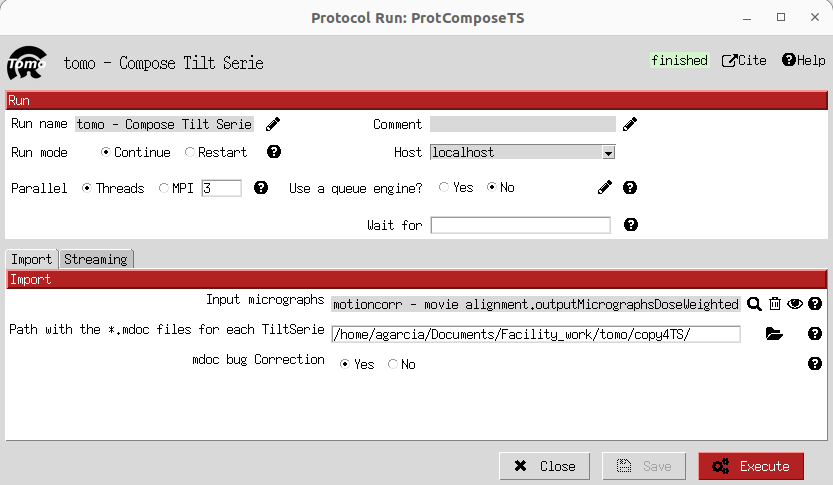 Protocol Run: ProtComposeTS
Tomo
tomo - Compose Tilt Serie
finished
Cite
Help
Run
Run name tomo - Compose Tilt Serie
Comment
Run mode Continue Restart
Host localhost
Parallel Threads MPI 3
Use a queue engine? Yes No
Wait for
Import Streaming
Import
Input micrographs motioncorr - movie alignment.outputMicrographsDoseWeighted
Path with the *.mdoc files for each TiltSerie /home/agarcia/Documents/Facility_work/tomo/copy4TS/
mdoc bug Correction Yes No
Close Save Execute